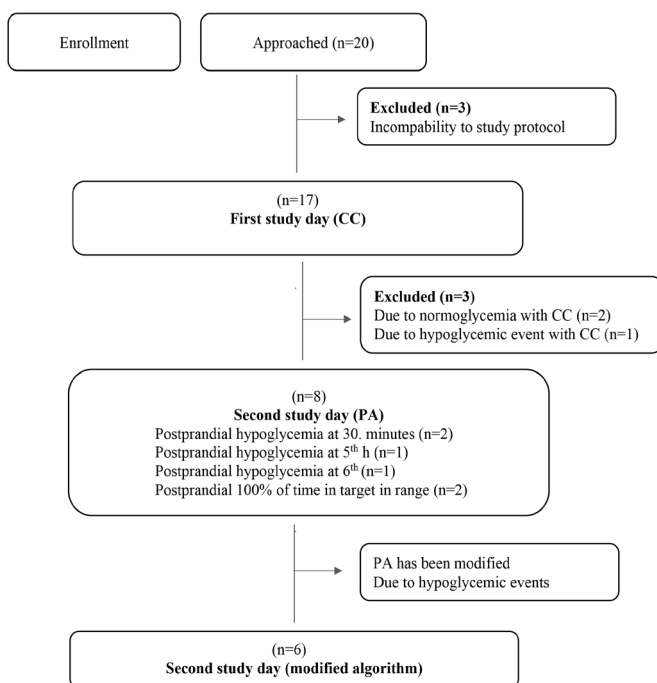 Enrollment
Approached (n=20)
Excluded (n=3)
Incompability to study protocol
(n=17)
First study day (CC)
Excluded (n=3)
Due to normoglycemia with CC (n=2)
Due to hypoglycemic event with CC (n=1)
(n=8)
Second study day (PA)
Postprandial hypoglycemia at 30. minutes (n=2)
Postprandial hypoglycemia at 5th h (n=1)
Postprandial hypoglycemia at 6th (n=1)
Postprandial 100% of time in target in range (n=2)
PA has been modified
Due to hypoglycemic events
(n=6)
Second study day (modified algorithm)